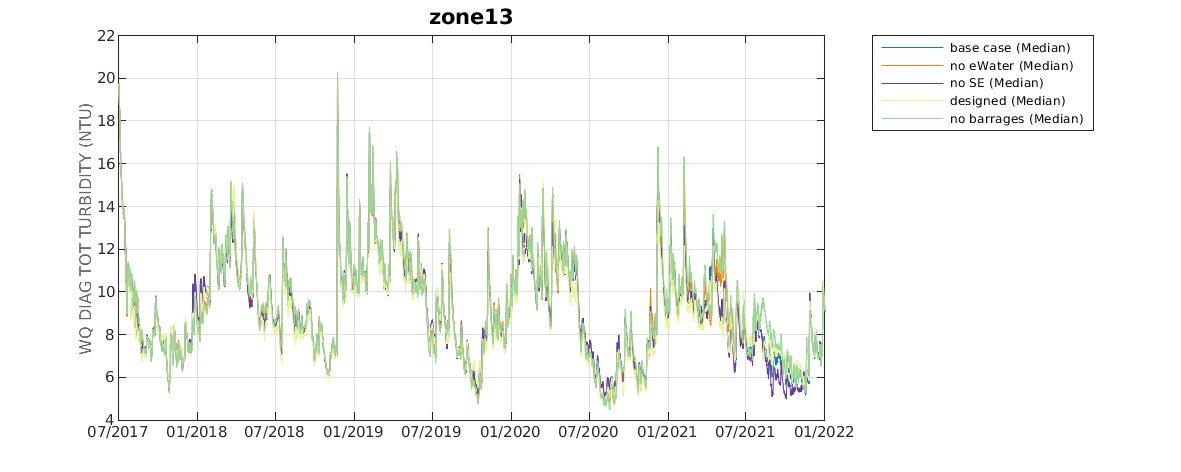 zone13
WQ DIAG TOT TURBIDITY (NTU)
22
20
18
16
14
12
10
8
6
4
07/2017 01/2018 07/2018 01/2019 07/2019 01/2020 07/2020 01/2021 07/2021 01/2022
base case (Median)
no eWater (Median)
no SE (Median)
designed (Median)
no barrages (Median)